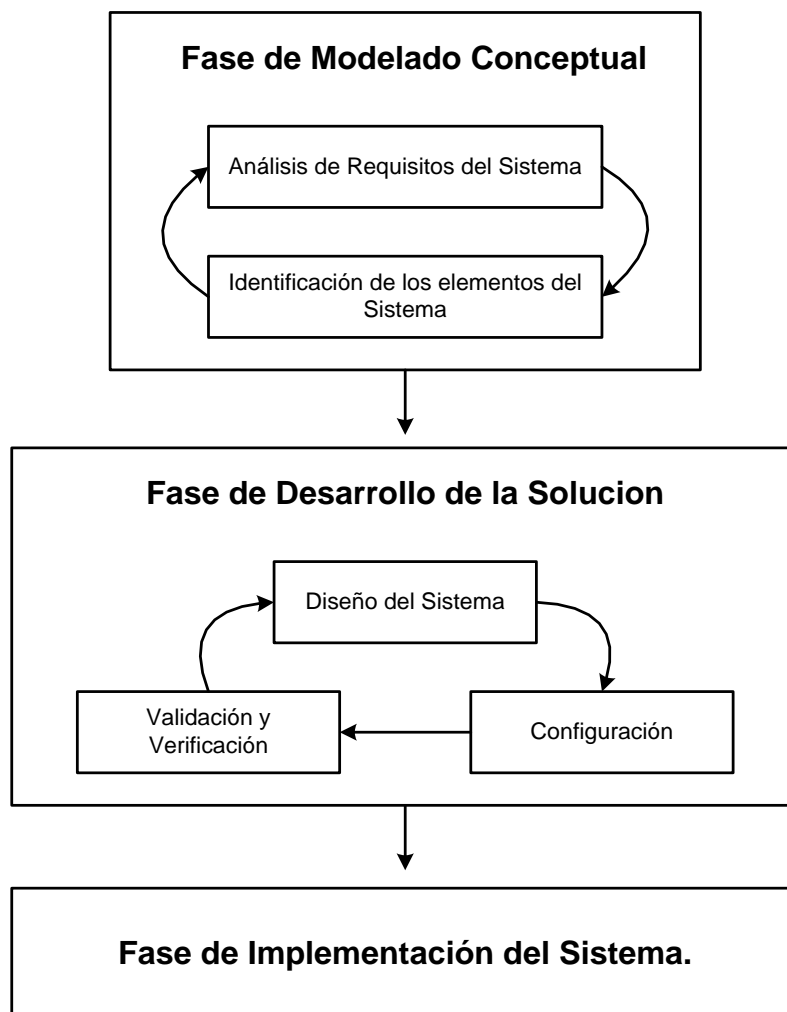 Fase de Modelado Conceptual
Análisis de Requisitos del Sistema
Identificación de los elementos del
Sistema
Fase de Desarrollo de la Solucion
Diseño del Sistema
Validación y
Verificación
Configuración
Fase de Implementación del Sistema.